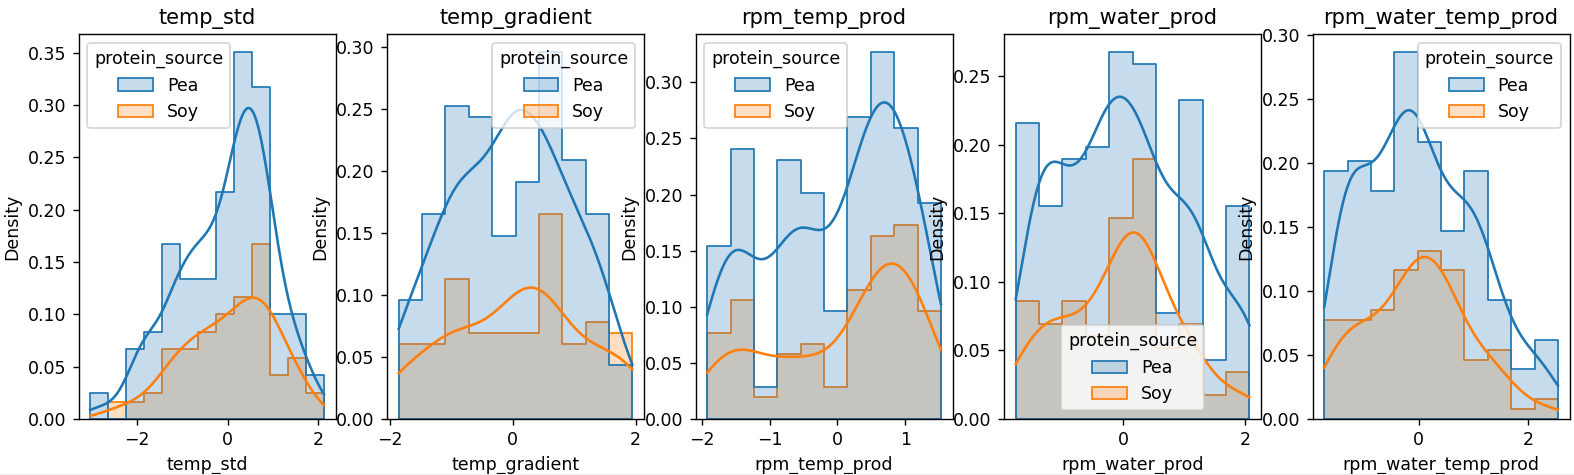 temp_std
temp_gradient
rpm_temp_prod
rpm_water_prod
rpm_water_temp_prod
Density
0.00
0.05
0.10
0.15
0.20
0.25
0.30
0.35
protein_source
Pea
Soy
−2
0
2
temp_std
Density
0.00
0.05
0.10
0.15
0.20
0.25
0.30
protein_source
Pea
Soy
−2
0
2
temp_gradient
Density
0.00
0.05
0.10
0.15
0.20
0.25
0.30
protein_source
Pea
Soy
−2
−1
0
1
rpm_temp_prod
Density
0.00
0.05
0.10
0.15
0.20
0.25
protein_source
Pea
Soy
0
2
rpm_water_prod
Density
0.00
0.05
0.10
0.15
0.20
0.25
0.30
protein_source
Pea
Soy
0
2
rpm_water_temp_prod